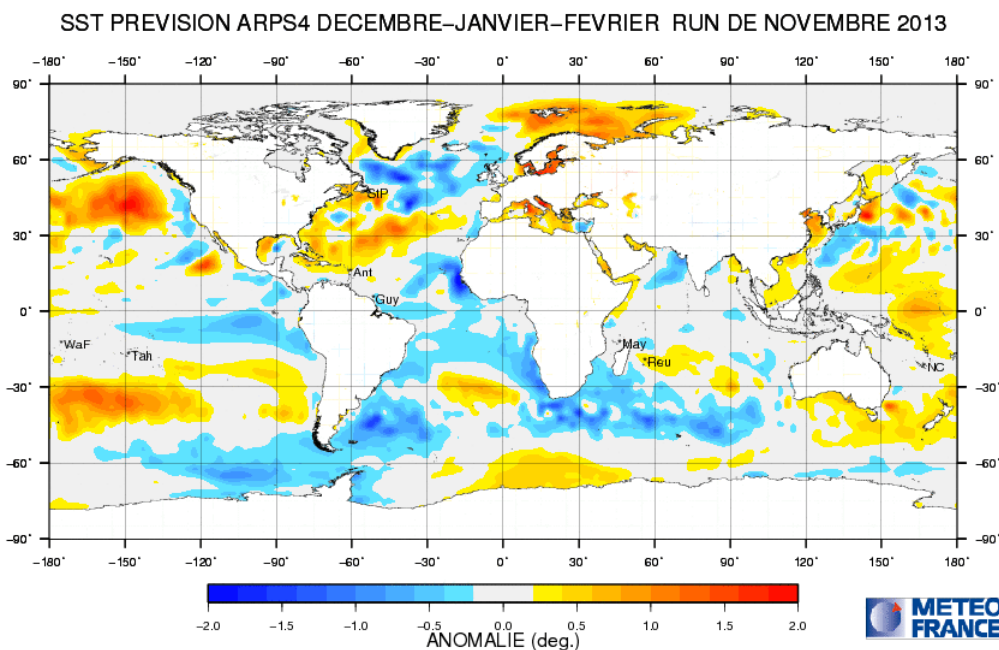 SST PREVISION ARPS4 DECEMBRE-JANVIER-FEVRIER RUN DE NOVEMBRE 2013
-180 -150 -120 -90 -60 -30 0° 30° 60° 90° 120° 150° 180°
90° 90°
60° 60°
StP
30° 30°
Ant
Guy
0° 0°
WaF Tah May Reu NC
-30° -30°
-60° -60°
-90° -90°
-180° -150° -120° -90° -60° -30° 0° 30° 60° 90° 120° 150° 180°
-2.0 -1.5 -1.0 -0.5 0.0 0.5 1.0 1.5 2.0
ANOMALIE (deg.)
METEO
FRANCE